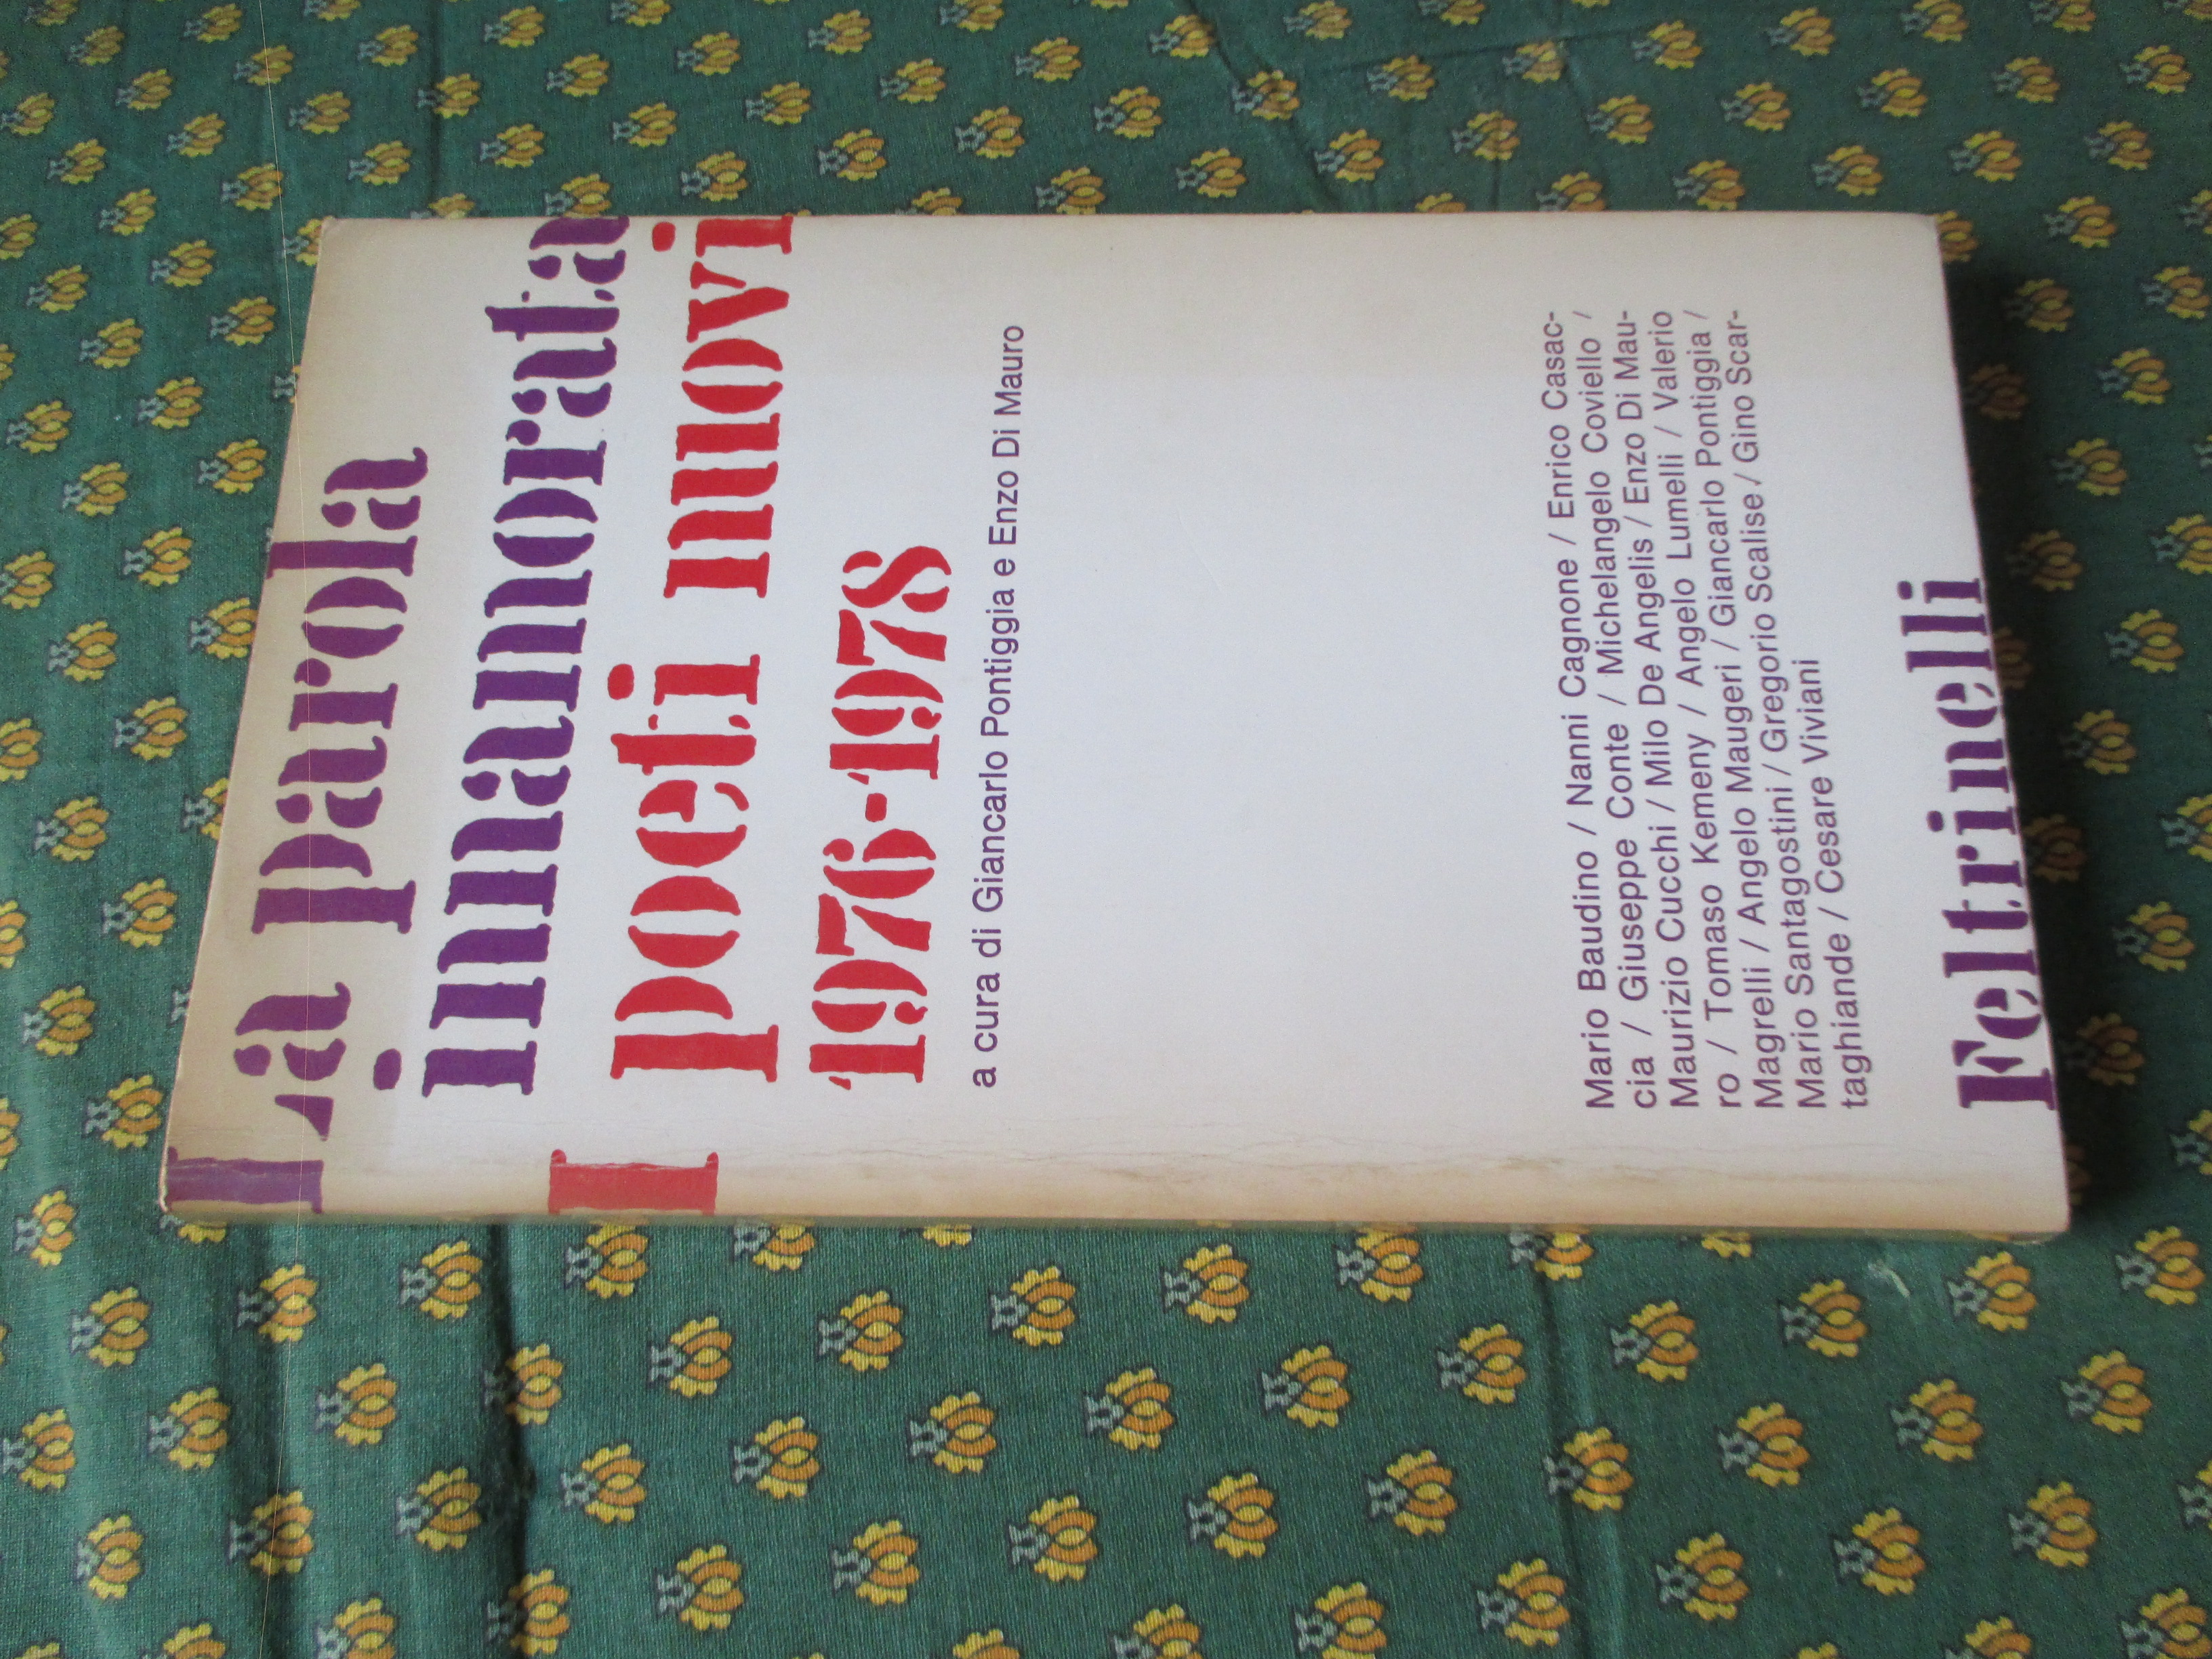 La parola
innamorata
I poeti nuovi
1976-1978
a cura di Giancarlo Pontiggia e Enzo Di Mauro
Mario Baudino / Nanni Cagnone / Enrico Casac-
cia / Giuseppe Conte / Michelangelo Coviello /
Maurizio Cucchi / Milo De Angelis / Enzo Di Mau-
ro / Tomaso Kemeny / Angelo Lumelli / Valerio
Magrelli / Angelo Maugeri / Giancarlo Pontiggia /
Mario Santagostini / Gregorio Scalise / Gino Scar-
taghiande / Cesare Viviani
Feltrinelli